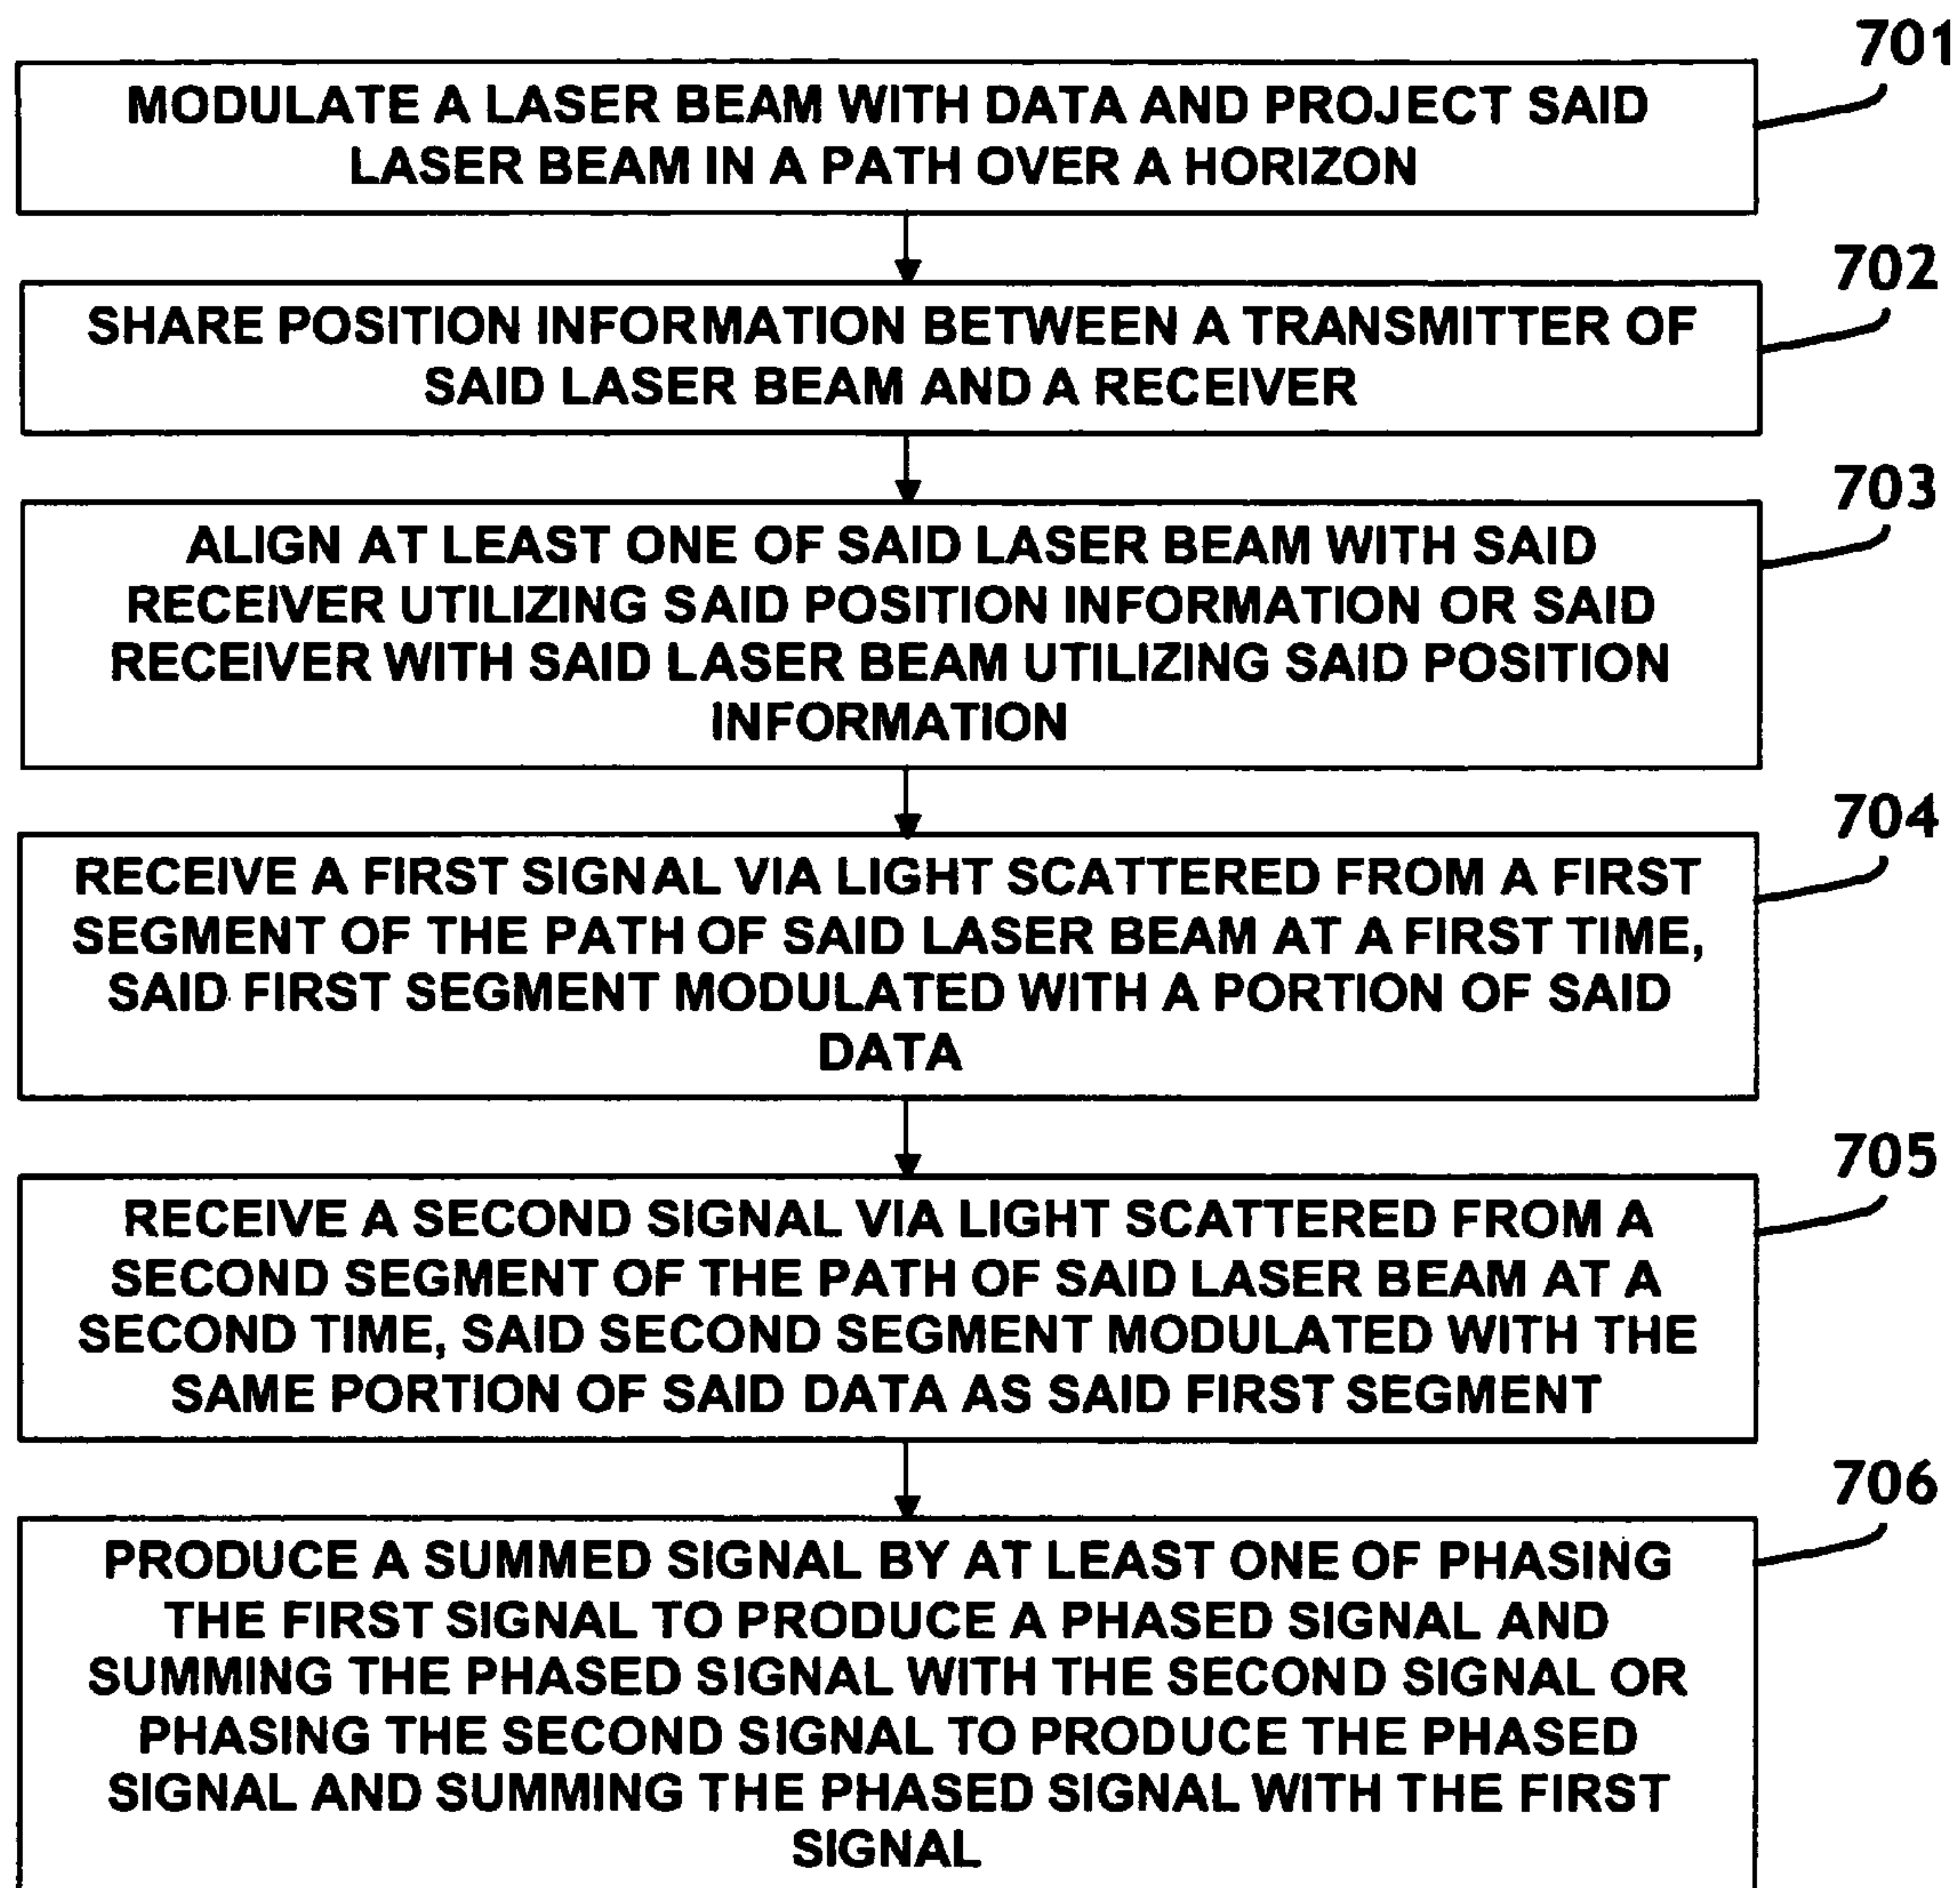 701
MODULATE A LASER BEAM WITH DATA AND PROJECT SAID
LASER BEAM IN A PATH OVER A HORIZON
702
SHARE POSITION INFORMATION BETWEEN A TRANSMITTER OF
SAID LASER BEAM AND A RECEIVER
703
ALIGN AT LEAST ONE OF SAID LASER BEAM WITH SAID
RECEIVER UTILIZING SAID POSITION INFORMATION OR SAID
RECEIVER WITH SAID LASER BEAM UTILIZING SAID POSITION
INFORMATION
704
RECEIVE A FIRST SIGNAL VIA LIGHT SCATTERED FROM A FIRST
SEGMENT OF THE PATH OF SAID LASER BEAM AT A FIRST TIME,
SAID FIRST SEGMENT MODULATED WITH A PORTION OF SAID
DATA
705
RECEIVE A SECOND SIGNAL VIA LIGHT SCATTERED FROM A
SECOND SEGMENT OF THE PATH OF SAID LASER BEAM AT A
SECOND TIME, SAID SECOND SEGMENT MODULATED WITH THE
SAME PORTION OF SAID DATA AS SAID FIRST SEGMENT
706
PRODUCE A SUMMED SIGNAL BY AT LEAST ONE OF PHASING
THE FIRST SIGNAL TO PRODUCE A PHASED SIGNAL AND
SUMMING THE PHASED SIGNAL WITH THE SECOND SIGNAL OR
PHASING THE SECOND SIGNAL TO PRODUCE THE PHASED
SIGNAL AND SUMMING THE PHASED SIGNAL WITH THE FIRST
SIGNAL